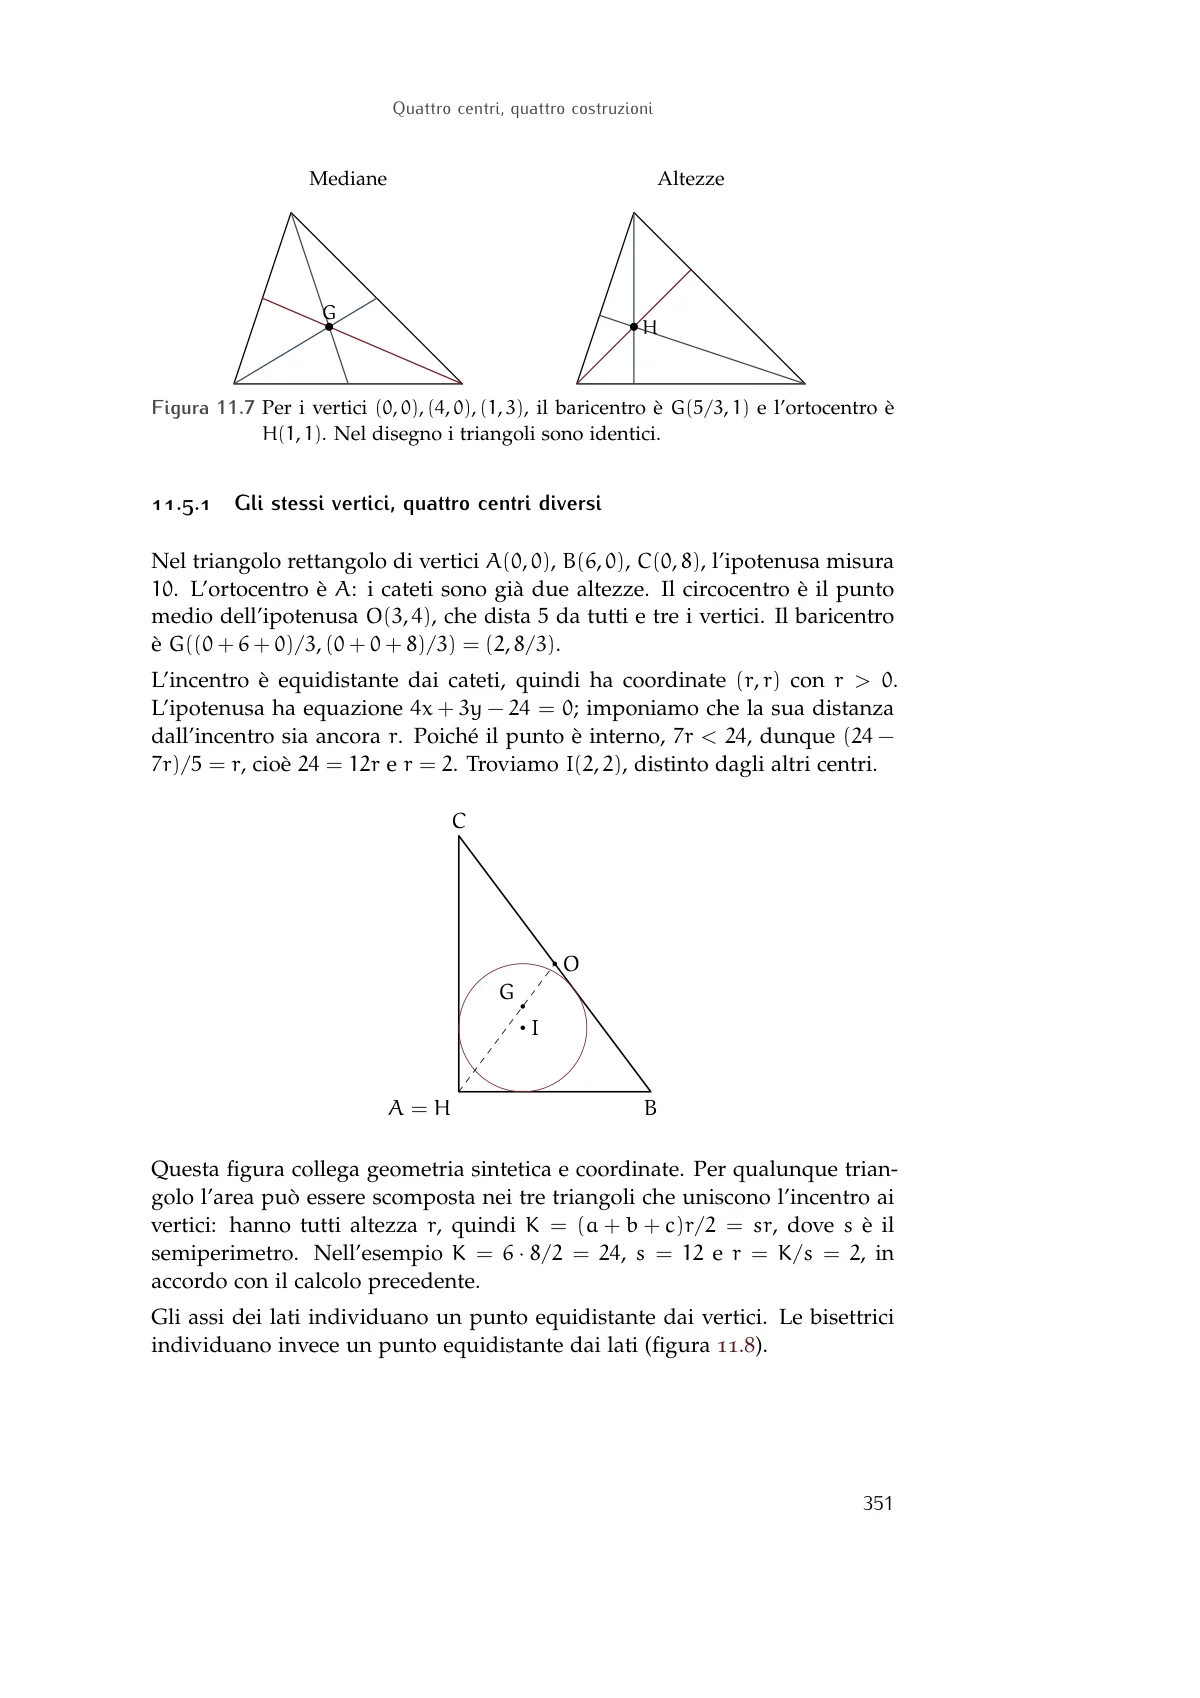 Quattro centri, quattro costruzioni
Mediane
Altezze
G
H
Figura 11.7 Per i vertici (0, 0), (4, 0), (1, 3), il baricentro è G(5/3, 1) e l'ortocentro è
H(1, 1). Nel disegno i triangoli sono identici.
11.5.1 Gli stessi vertici, quattro centri diversi
Nel triangolo rettangolo di vertici A(0, 0), B(6, 0), C(0, 8), l'ipotenusa misura
10. L'ortocentro è A: i cateti sono già due altezze. Il circocentro è il punto
medio dell'ipotenusa O(3, 4), che dista 5 da tutti e tre i vertici. Il baricentro
è G((0 + 6 + 0)/3, (0 + 0 + 8)/3) = (2, 8/3).
L'incentro è equidistante dai cateti, quindi ha coordinate (r, r) con r > 0.
L'ipotenusa ha equazione 4x + 3y − 24 = 0; imponiamo che la sua distanza
dall'incentro sia ancora r. Poiché il punto è interno, 7r < 24, dunque (24 −
7r)/5 = r, cioè 24 = 12r e r = 2. Troviamo I(2, 2), distinto dagli altri centri.
C
O
G
I
A = H
B
Questa figura collega geometria sintetica e coordinate. Per qualunque trian-
golo l'area può essere scomposta nei tre triangoli che uniscono l'incentro ai
vertici: hanno tutti altezza r, quindi K = (a + b + c)r/2 = sr, dove s è il
semiperimetro. Nell'esempio K = 6 · 8/2 = 24, s = 12 e r = K/s = 2, in
accordo con il calcolo precedente.
Gli assi dei lati individuano un punto equidistante dai vertici. Le bisettrici
individuano invece un punto equidistante dai lati (figura 11.8).
351